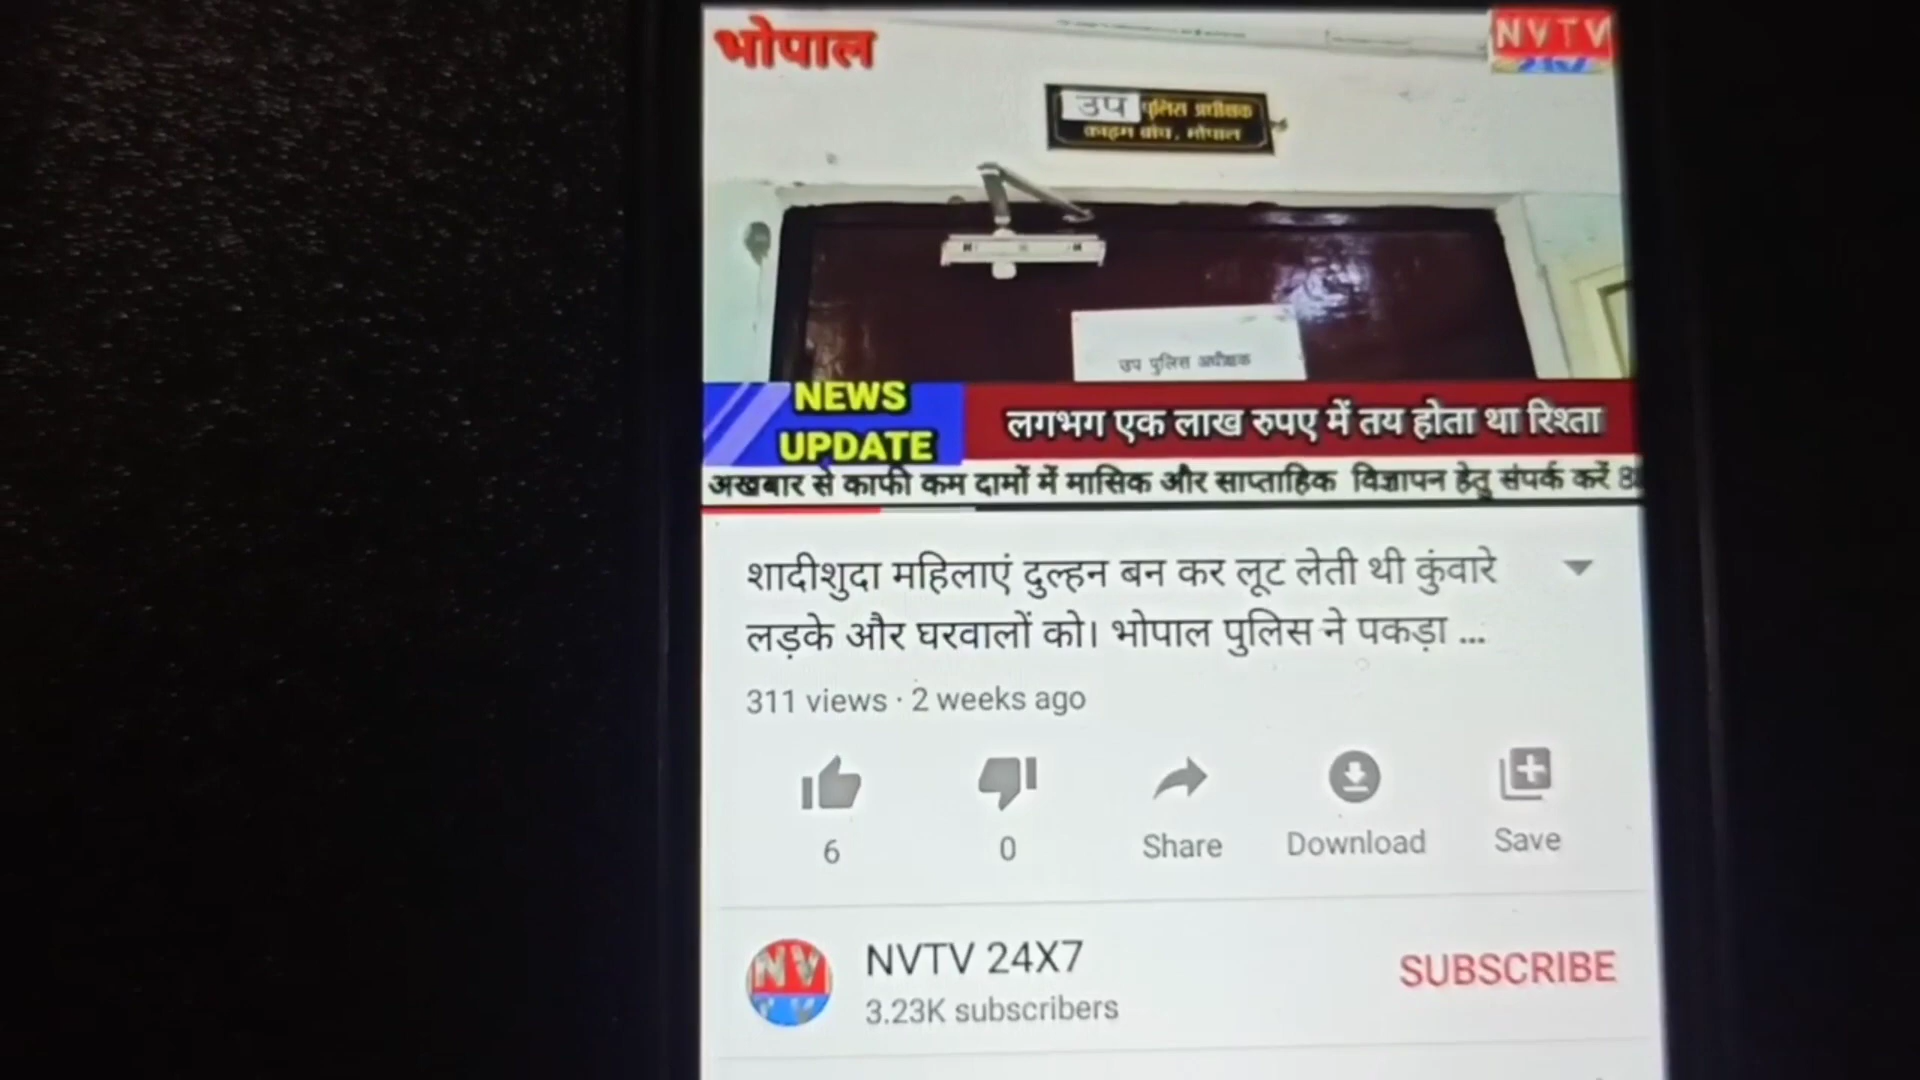 भोपाल
NVTV
उप पुलिस अधीक्षक
क्राइम ब्रांच, भोपाल
उप पुलिस अधीक्षक
NEWS
UPDATE
लगभग एक लाख रुपए में तय होता था रिश्ता
अखबार से काफी कम दामों में मासिक और साप्ताहिक विज्ञापन हेतु संपर्क करें
शादीशुदा महिलाएं दुल्हन बन कर लूट लेती थी कुंवारे
लड़के और घरवालों को। भोपाल पुलिस ने पकड़ा ...
311 views · 2 weeks ago
6
0
Share
Download
Save
NV
NVTV 24X7
SUBSCRIBE
3.23K subscribers